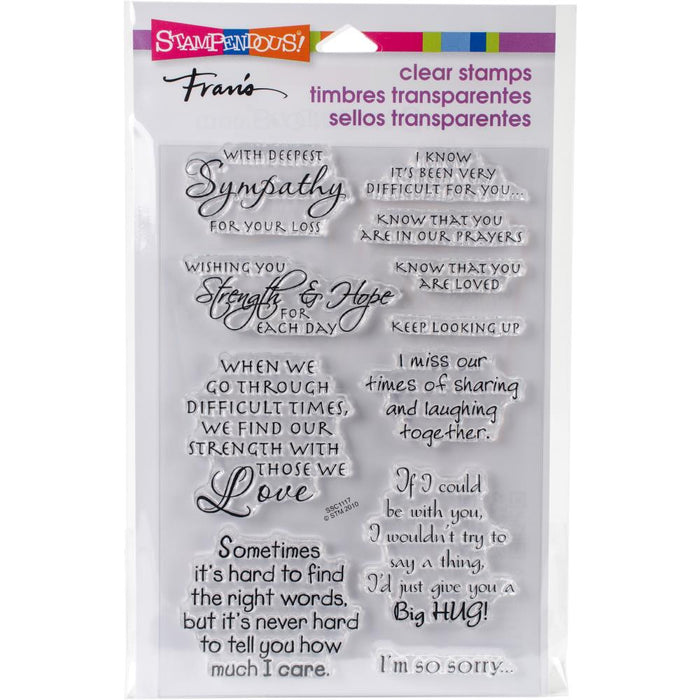 STAMPENDOUS!
Fran's
clear stamps
timbres transparentes
sellos transparentes
WITH DEEPEST
Sympathy
FOR YOUR LOSS
I KNOW
IT'S BEEN VERY
DIFFICULT FOR YOU...
KNOW THAT YOU
ARE IN OUR PRAYERS
WISHING YOU
Strength & Hope
FOR
EACH DAY
KNOW THAT YOU
ARE LOVED
KEEP LOOKING UP
WHEN WE
GO THROUGH
DIFFICULT TIMES,
WE FIND OUR
STRENGTH WITH
THOSE WE
Love
I miss our
times of sharing
and laughing
together.
SSC1117
© STM 2010
If I could
be with you,
I wouldn't try to
say a thing,
I'd just give you a
Big HUG!
Sometimes
it's hard to find
the right words,
but it's never hard
to tell you how
much I care.
I'm so sorry...